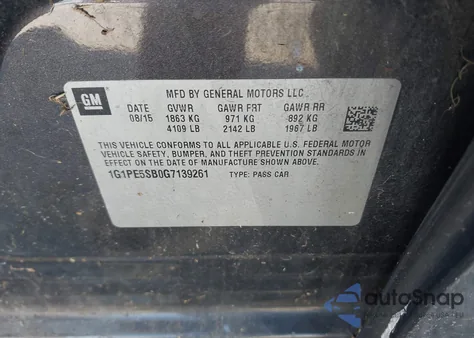 GM
MFD BY GENERAL MOTORS LLC
DATE GVWR GAWR FRT GAWR RR
08/15 1863 KG 971 KG 892 KG
4109 LB 2142 LB 1967 LB
THIS VEHICLE CONFORMS TO ALL APPLICABLE U.S. FEDERAL MOTOR
VEHICLE SAFETY, BUMPER, AND THEFT PREVENTION STANDARDS IN
EFFECT ON THE DATE OF MANUFACTURE SHOWN ABOVE.
1G1PE5SB0G7139261 TYPE: PASS CAR
autoSnap